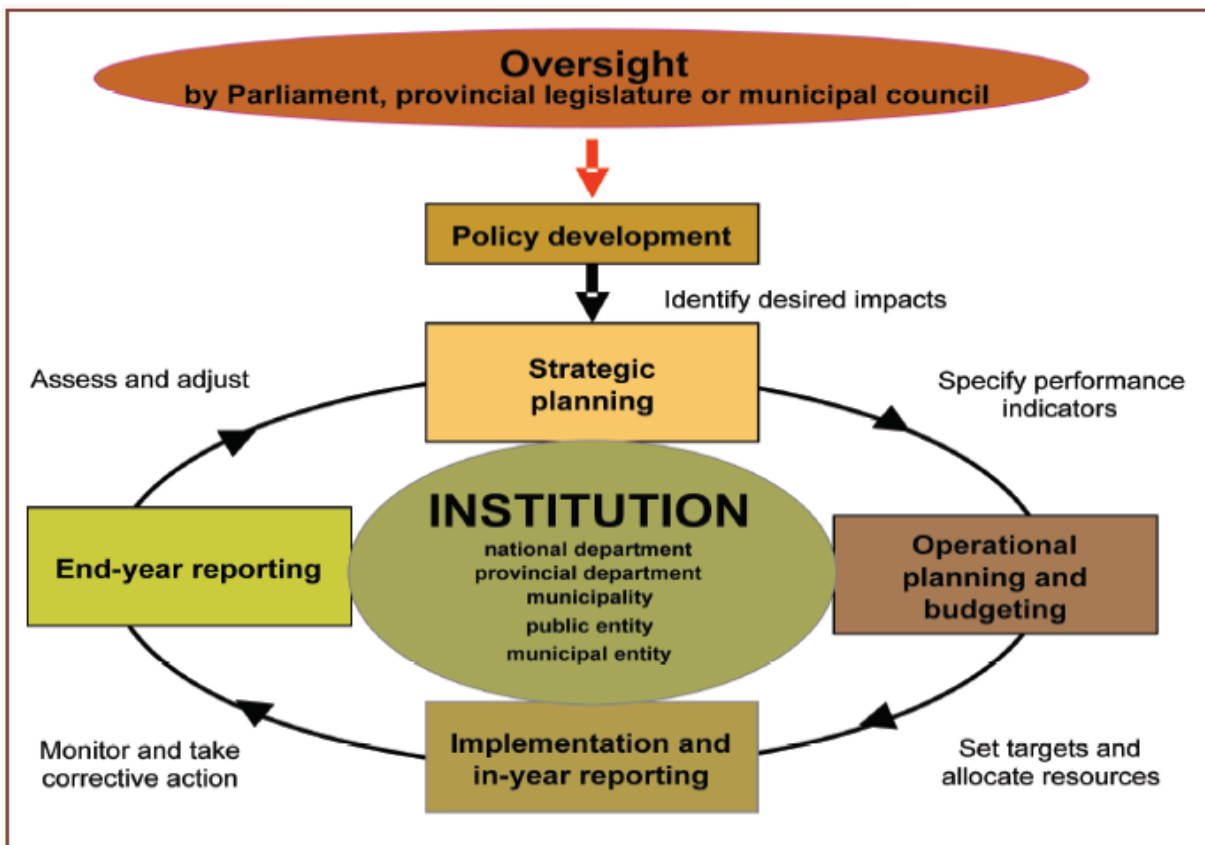 Oversight
by Parliament, provincial legislature or municipal council
Policy development
Identify desired impacts
Strategic
planning
Assess and adjust
Specify performance
indicators
INSTITUTION
national department
provincial department
municipality
public entity
municipal entity
End-year reporting
Operational
planning and
budgeting
Implementation and
in-year reporting
Monitor and take
corrective action
Set targets and
allocate resources